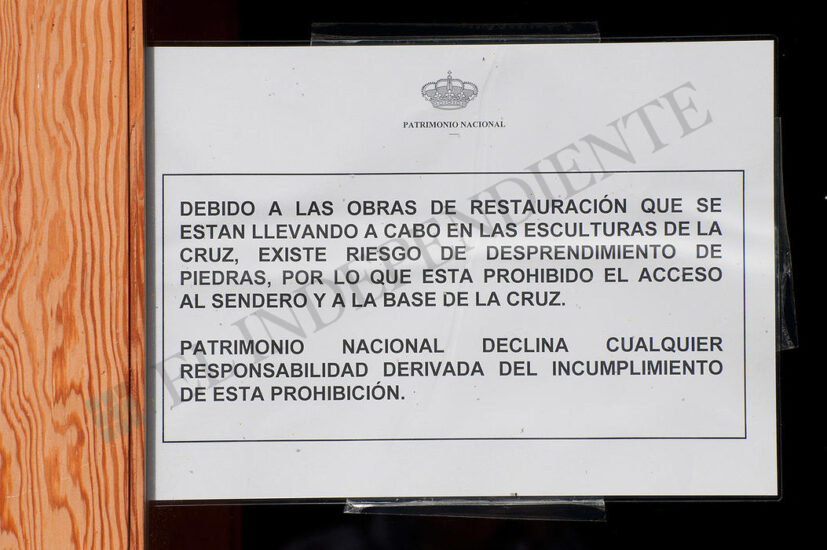 PATRIMONIO NACIONAL
DEBIDO A LAS OBRAS DE RESTAURACIÓN QUE SE
ESTAN LLEVANDO A CABO EN LAS ESCULTURAS DE LA
CRUZ, EXISTE RIESGO DE DESPRENDIMIENTO DE
PIEDRAS, POR LO QUE ESTA PROHIBIDO EL ACCESO
AL SENDERO Y A LA BASE DE LA CRUZ.
PATRIMONIO NACIONAL DECLINA CUALQUIER
RESPONSABILIDAD DERIVADA DEL INCUMPLIMIENTO
DE ESTA PROHIBICIÓN.
EL INDEPENDIENTE